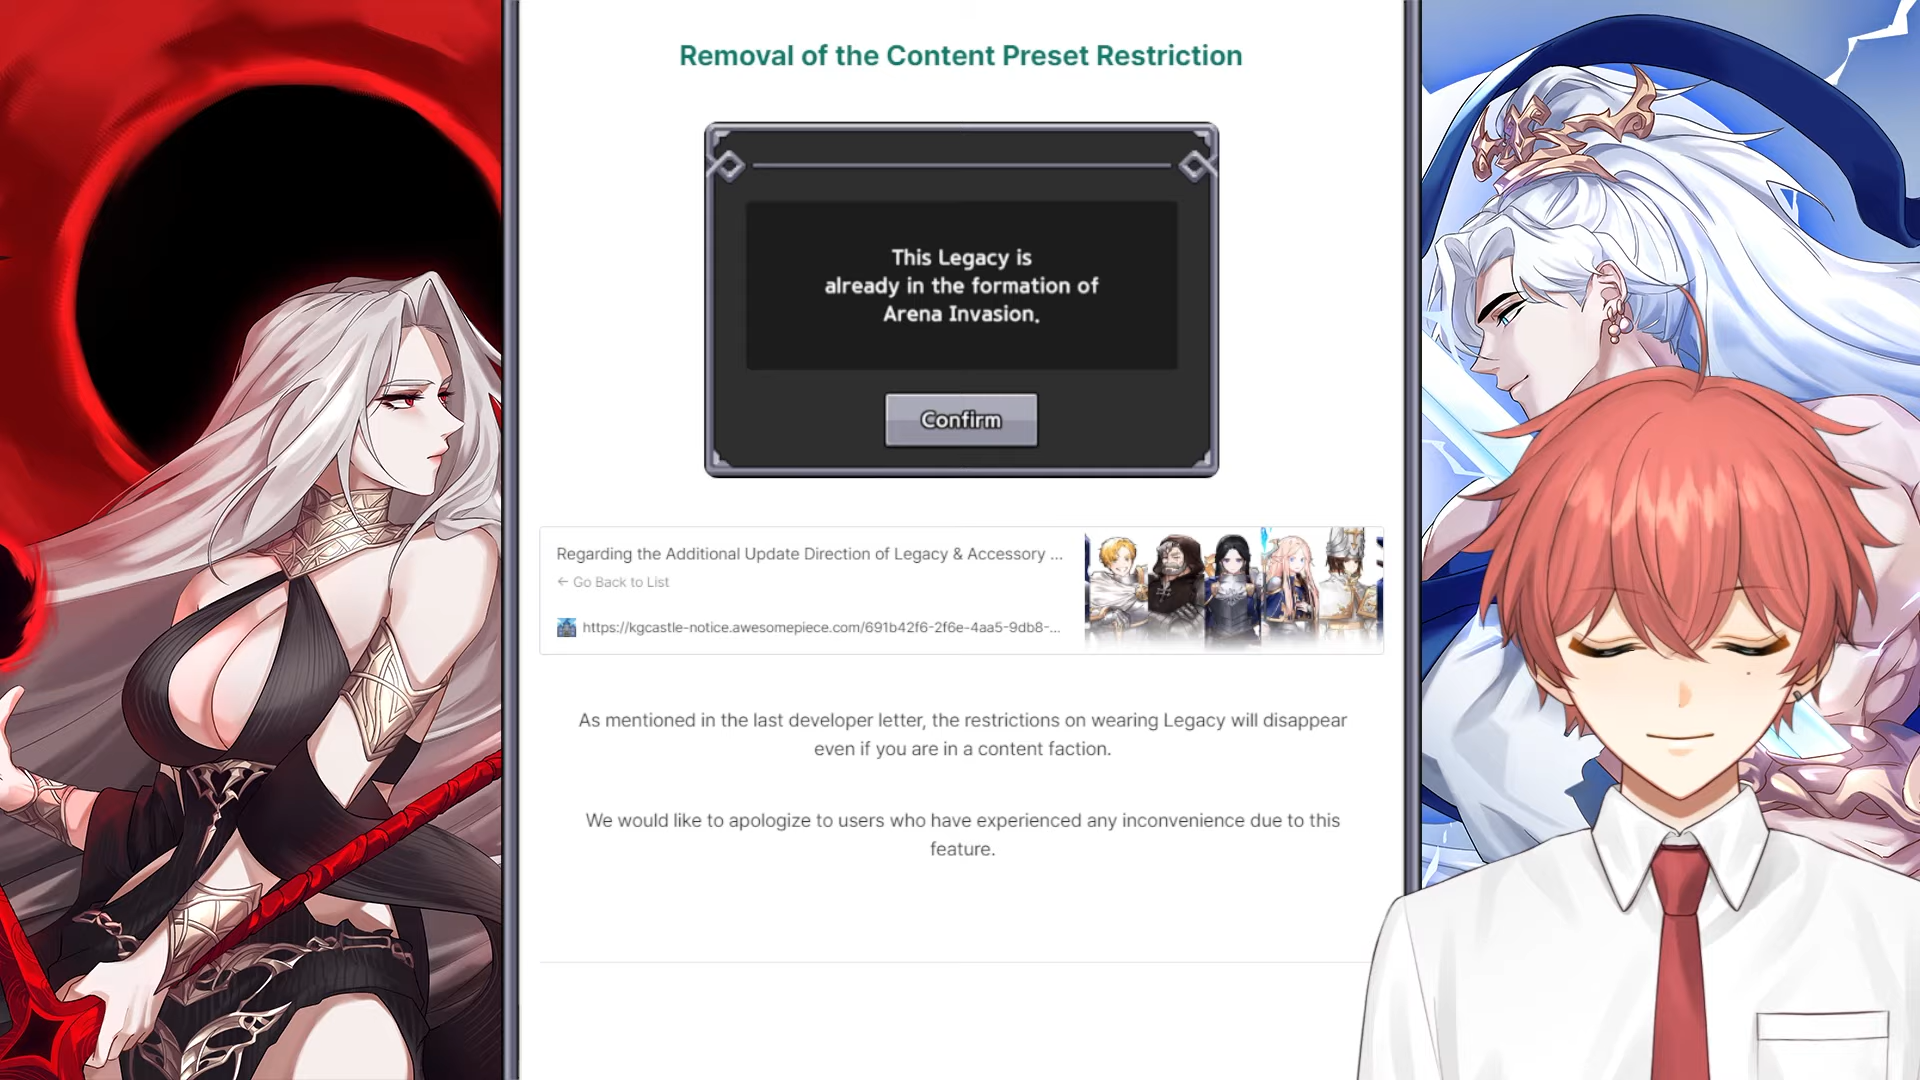 Removal of the Content Preset Restriction
This Legacy is
already in the formation of
Arena Invasion.
Confirm
Regarding the Additional Update Direction of Legacy & Accessory ...
← Go Back to List
https://kgcastle-notice.awesomepiece.com/691b42f6-2f6e-4aa5-9db8-...
As mentioned in the last developer letter, the restrictions on wearing Legacy will disappear
even if you are in a content faction.
We would like to apologize to users who have experienced any inconvenience due to this
feature.